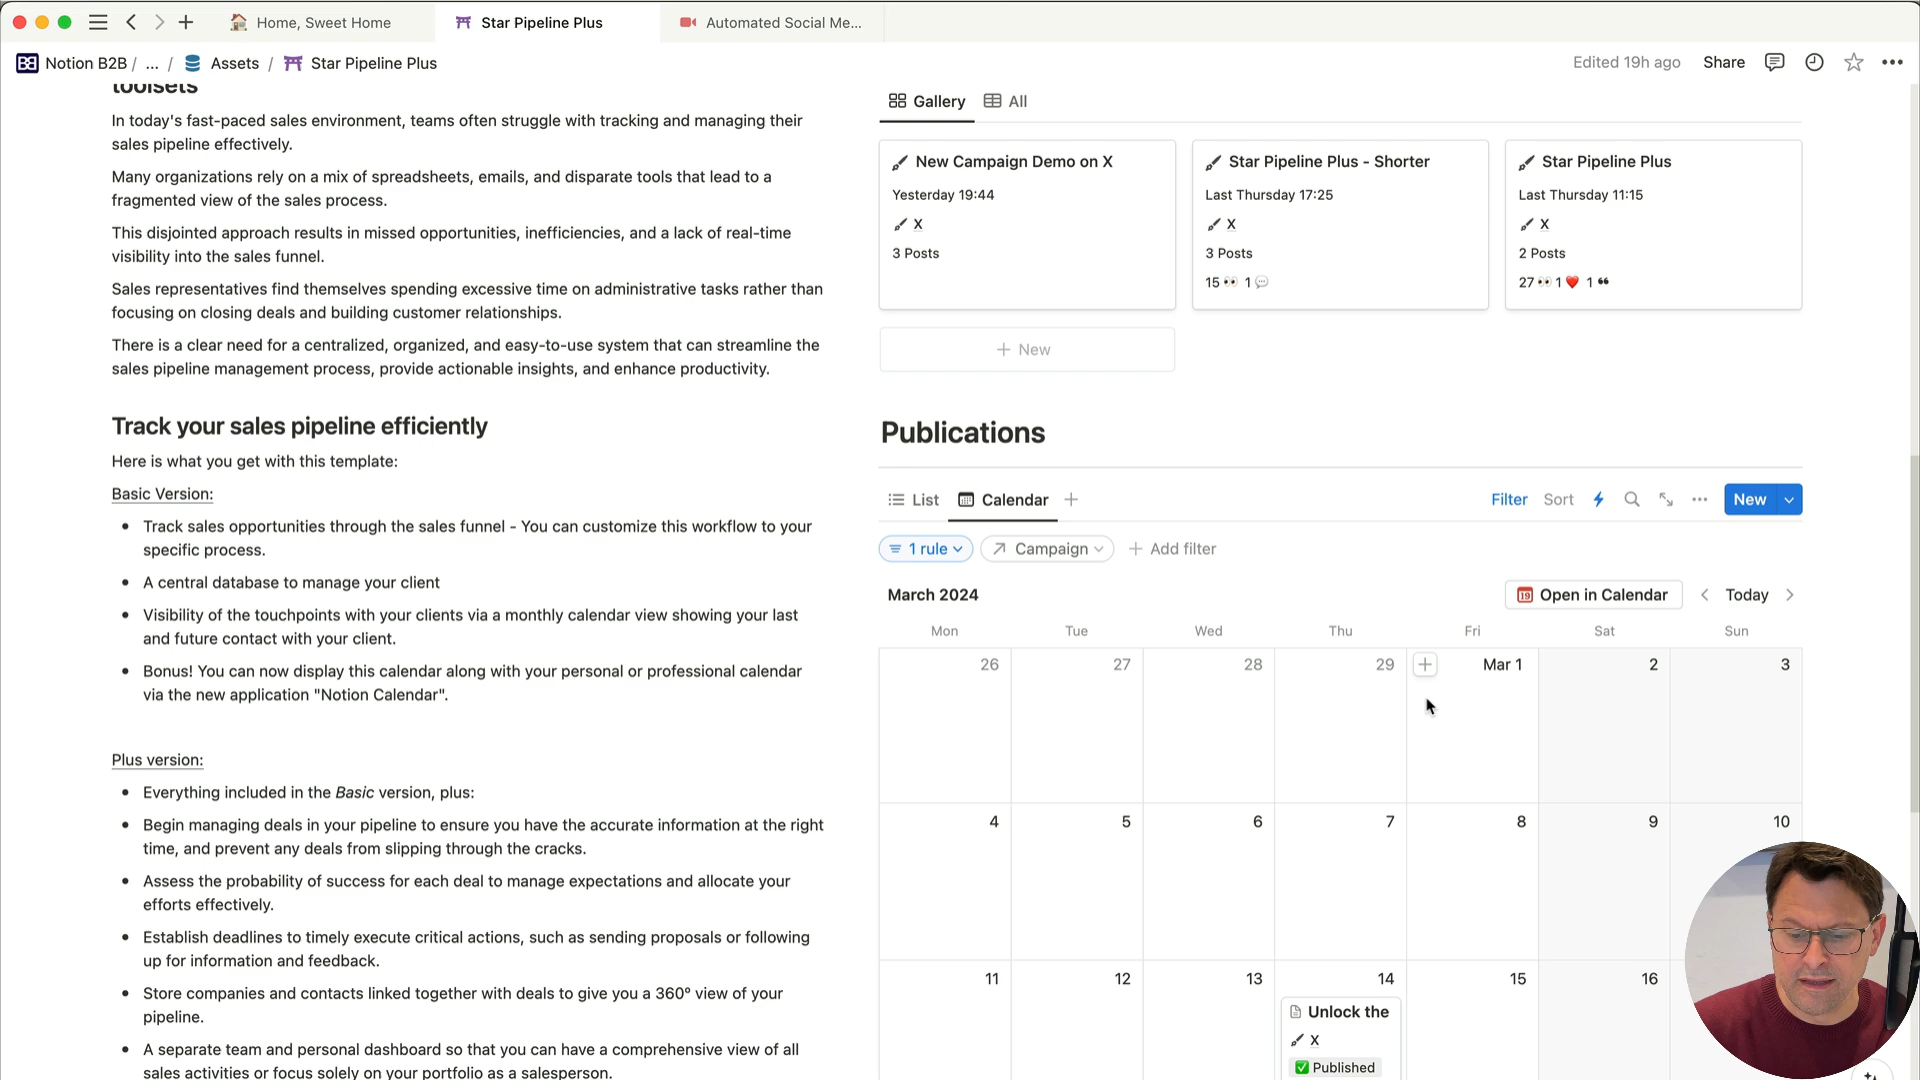 Home, Sweet Home
Star Pipeline Plus
Automated Social Me...
Notion B2B / ... / Assets / Star Pipeline Plus
Edited 19h ago
Share
toolsets
In today's fast-paced sales environment, teams often struggle with tracking and managing their
sales pipeline effectively.
Many organizations rely on a mix of spreadsheets, emails, and disparate tools that lead to a
fragmented view of the sales process.
This disjointed approach results in missed opportunities, inefficiencies, and a lack of real-time
visibility into the sales funnel.
Sales representatives find themselves spending excessive time on administrative tasks rather than
focusing on closing deals and building customer relationships.
There is a clear need for a centralized, organized, and easy-to-use system that can streamline the
sales pipeline management process, provide actionable insights, and enhance productivity.
Track your sales pipeline efficiently
Here is what you get with this template:
Basic Version:
• Track sales opportunities through the sales funnel - You can customize this workflow to your
specific process.
• A central database to manage your client
• Visibility of the touchpoints with your clients via a monthly calendar view showing your last
and future contact with your client.
• Bonus! You can now display this calendar along with your personal or professional calendar
via the new application "Notion Calendar".
Plus version:
• Everything included in the Basic version, plus:
• Begin managing deals in your pipeline to ensure you have the accurate information at the right
time, and prevent any deals from slipping through the cracks.
• Assess the probability of success for each deal to manage expectations and allocate your
efforts effectively.
• Establish deadlines to timely execute critical actions, such as sending proposals or following
up for information and feedback.
• Store companies and contacts linked together with deals to give you a 360° view of your
pipeline.
• A separate team and personal dashboard so that you can have a comprehensive view of all
sales activities or focus solely on your portfolio as a salesperson.
Gallery
All
New Campaign Demo on X
Yesterday 19:44
X
3 Posts
Star Pipeline Plus - Shorter
Last Thursday 17:25
X
3 Posts
15 👀 1 💬
Star Pipeline Plus
Last Thursday 11:15
X
2 Posts
27 👀 1 ❤️ 1 ❝
+ New
Publications
List
Calendar
+
Filter
Sort
New
1 rule
Campaign
+ Add filter
March 2024
19
Open in Calendar
Today
Mon Tue Wed Thu Fri Sat Sun
26 27 28 29 Mar 1 2 3
4 5 6 7 8 9 10
11 12 13 14 15 16
Unlock the
X
✅ Published